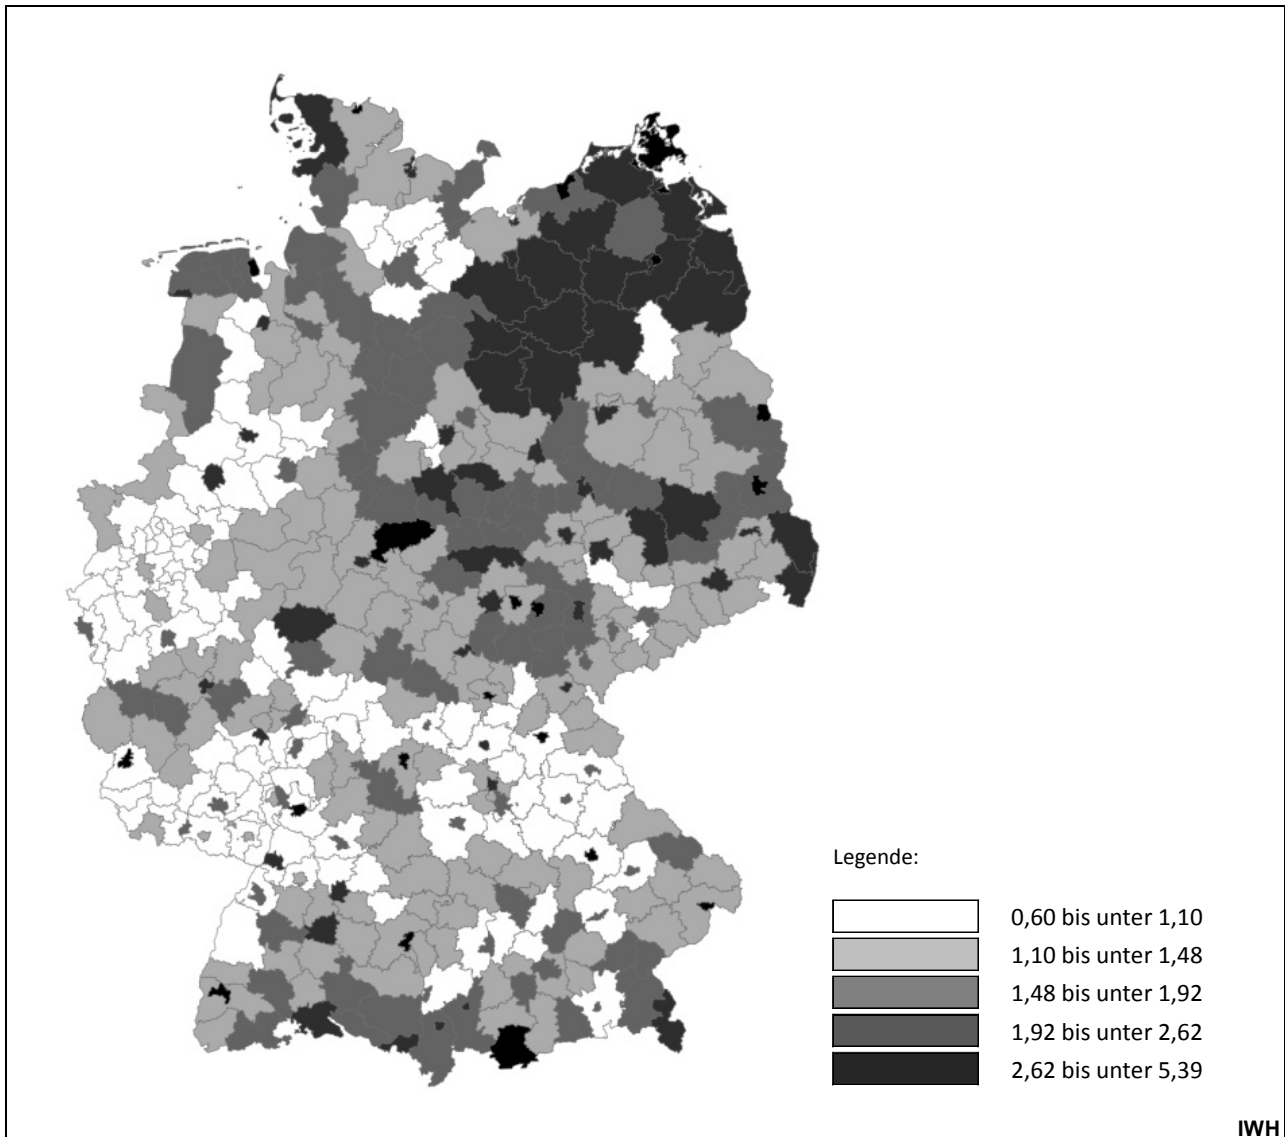 Legende:
0,60 bis unter 1,10
1,10 bis unter 1,48
1,48 bis unter 1,92
1,92 bis unter 2,62
2,62 bis unter 5,39
IWH